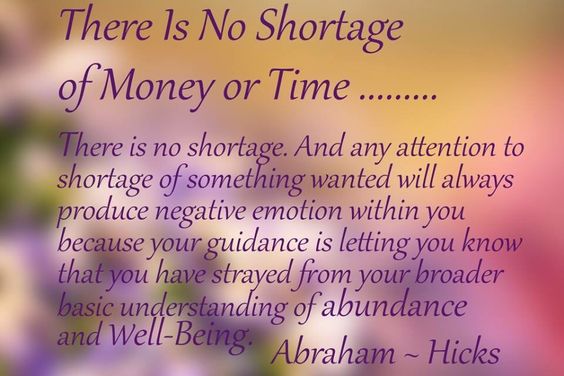 There Is No Shortage
of Money or Time .........
There is no shortage. And any attention to
shortage of something wanted will always
produce negative emotion within you
because your guidance is letting you know
that you have strayed from your broader
basic understanding of abundance
and Well-Being.
Abraham ~ Hicks